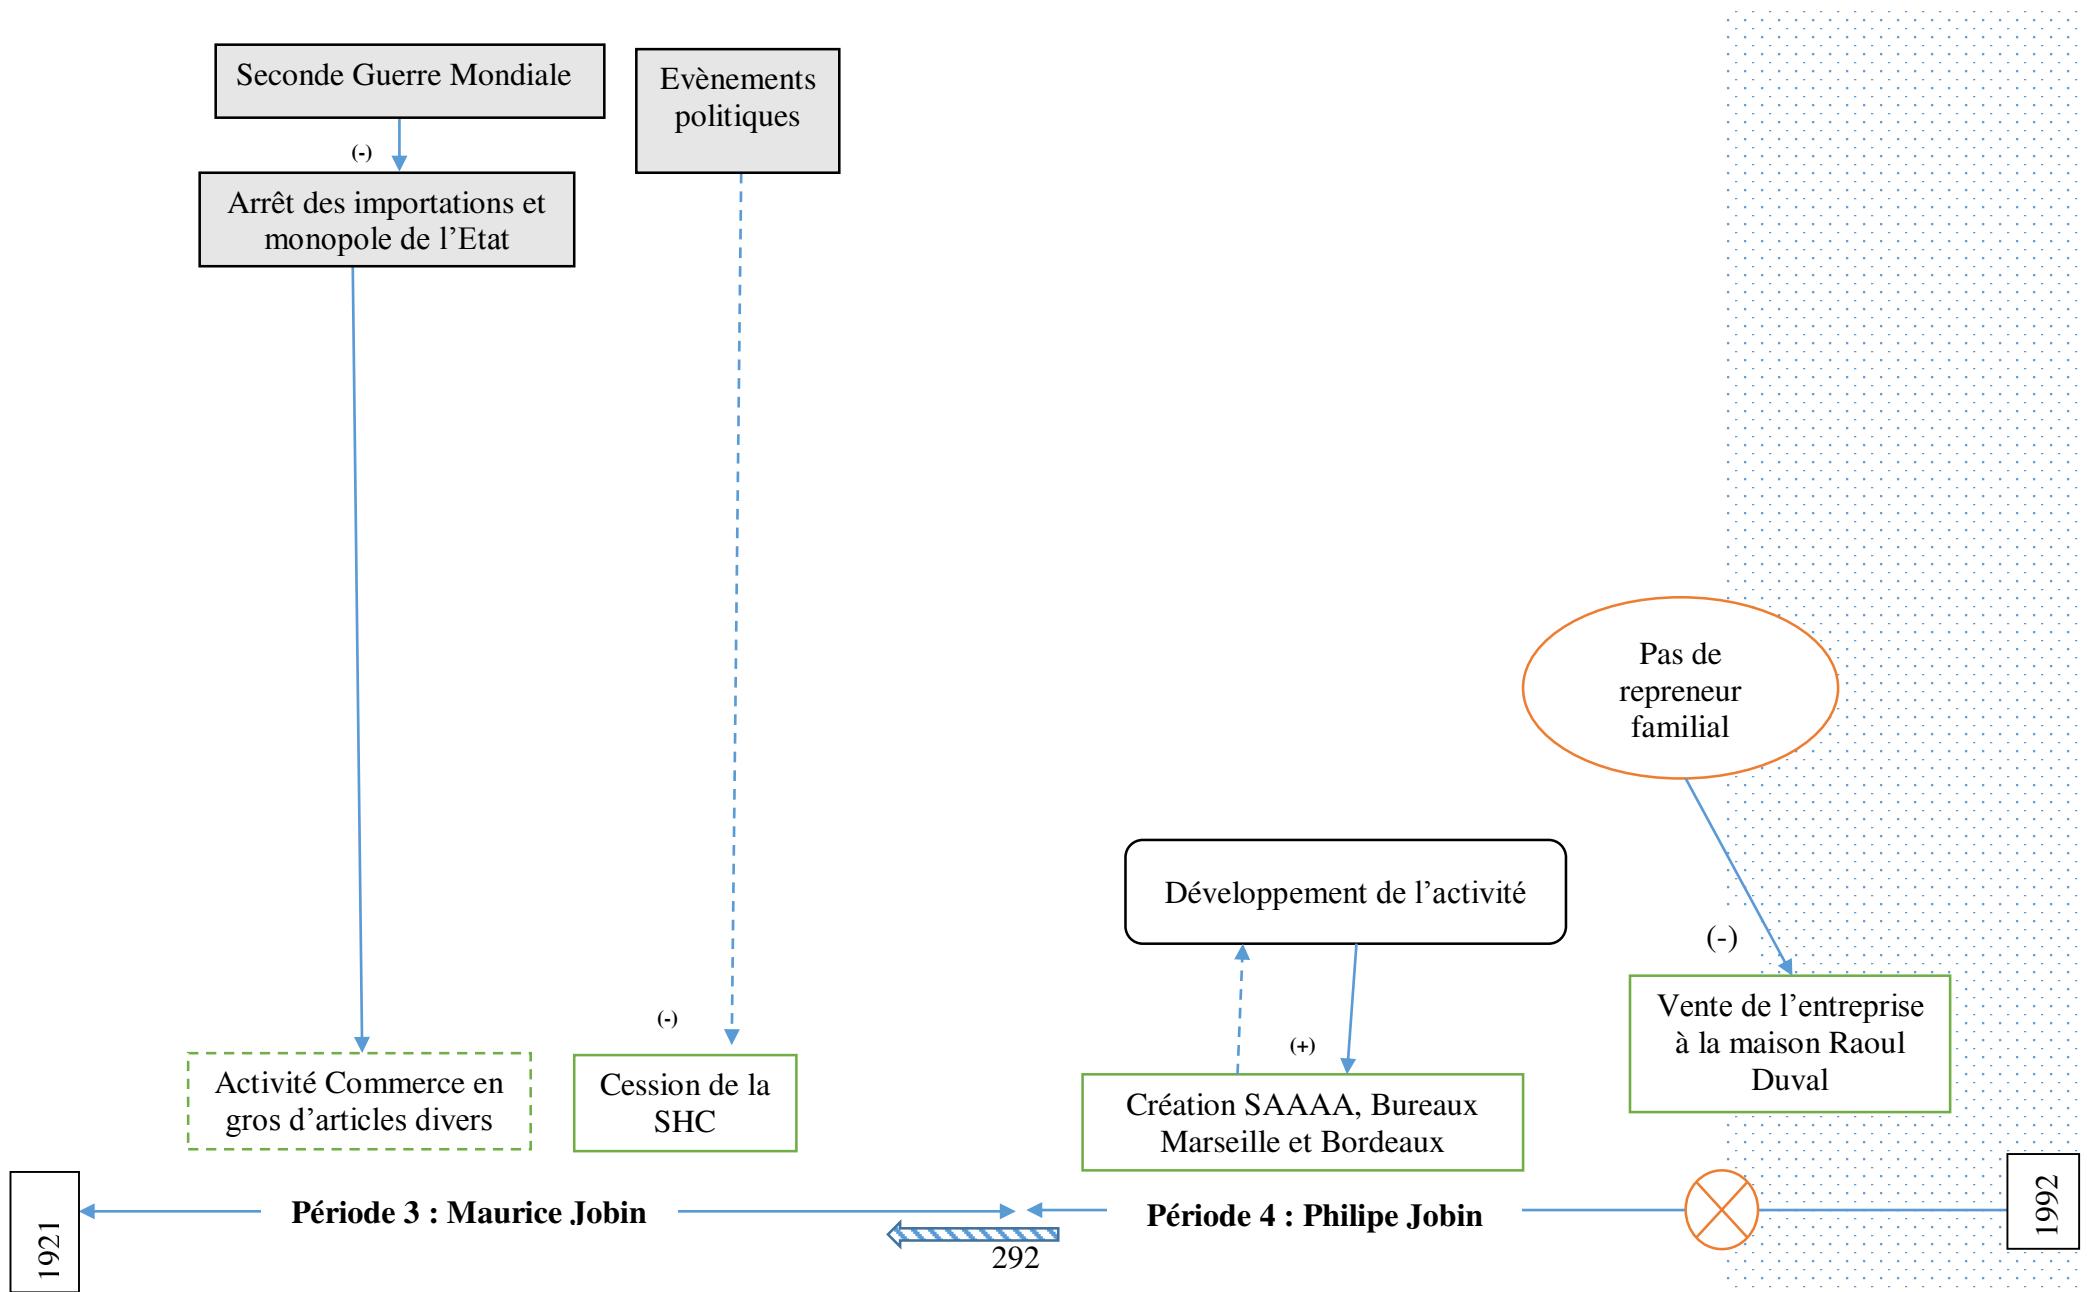 Seconde Guerre Mondiale
Evènements
politiques
(-)
Arrêt des importations et
monopole de l’Etat
Pas de
repreneur
familial
Développement de l’activité
(-)
Vente de l’entreprise
à la maison Raoul
Duval
(-)
(+)
Activité Commerce en
gros d’articles divers
Cession de la
SHC
Création SAAAA, Bureaux
Marseille et Bordeaux
1921
Période 3 : Maurice Jobin
Période 4 : Philipe Jobin
1992
292